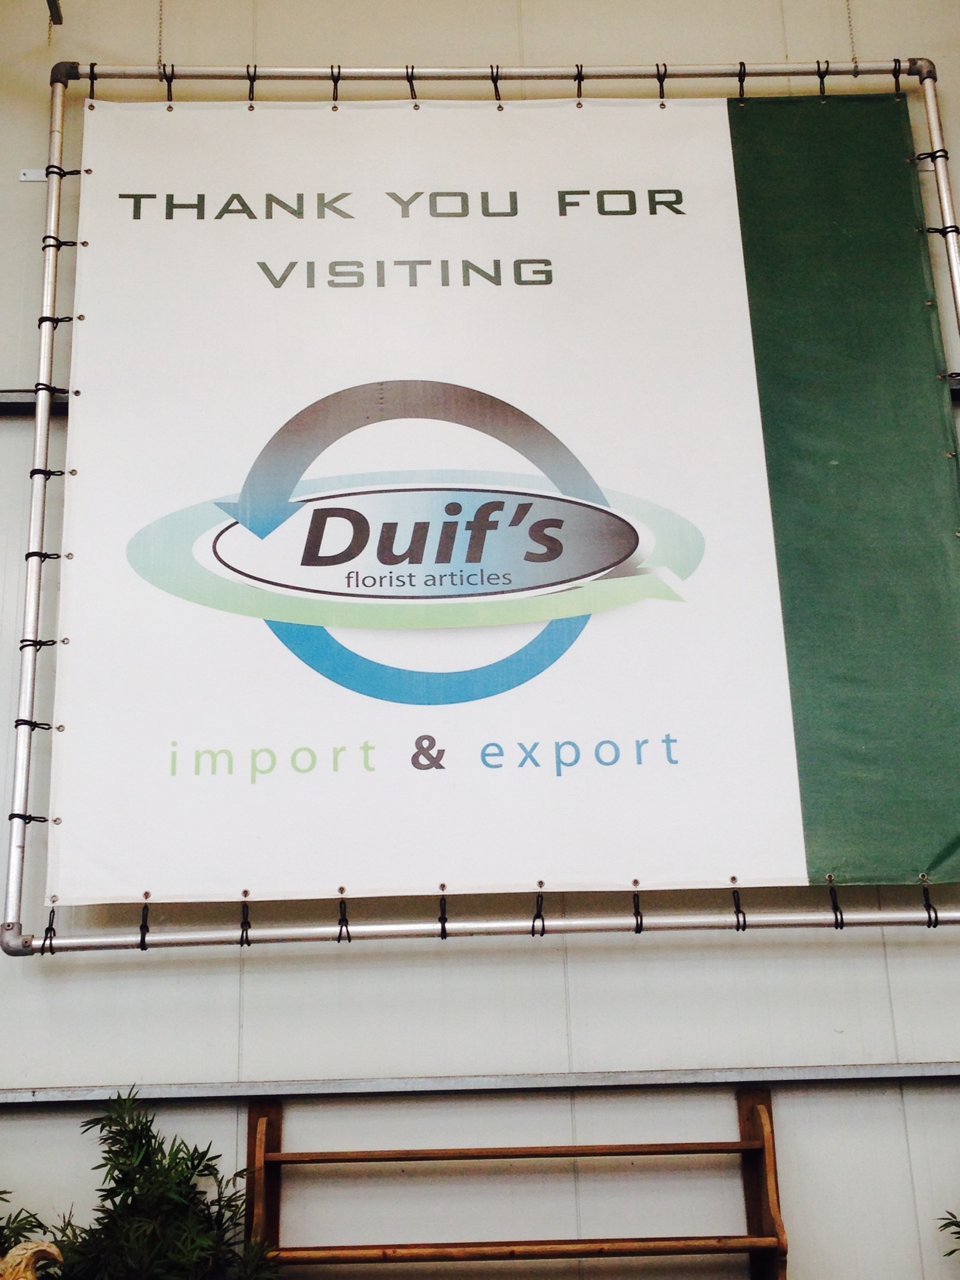 THANK YOU FOR
VISITING
Duif's
florist articles
import & export